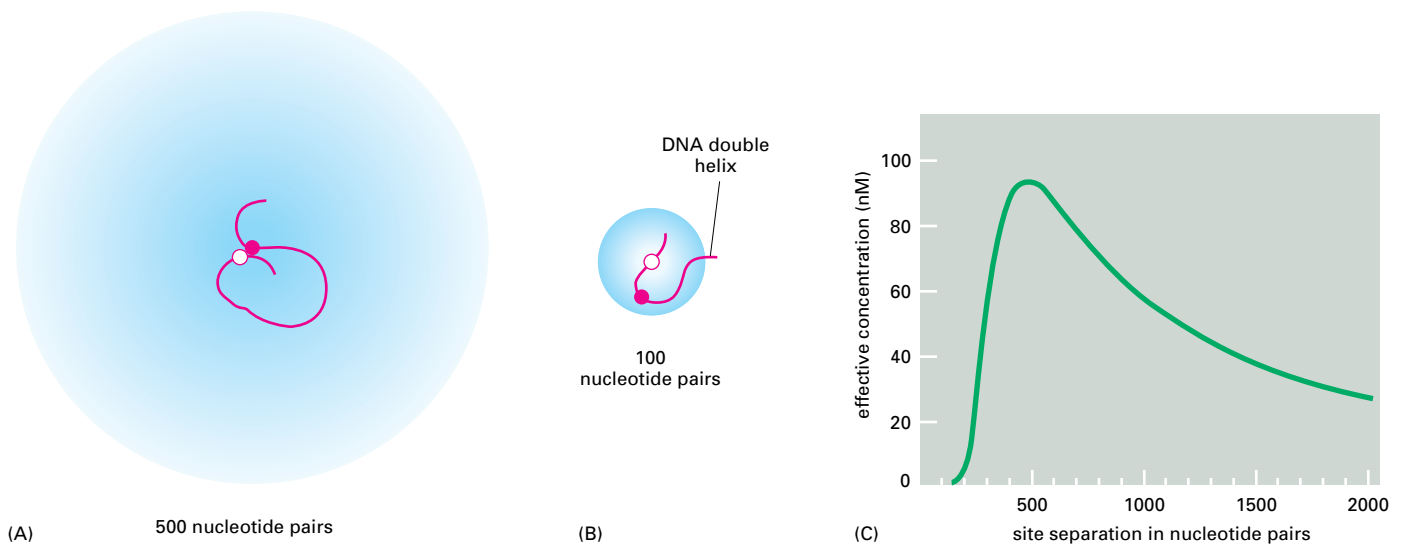 DNA double
helix
100
nucleotide pairs
500 nucleotide pairs
(A)
(B)
(C)
effective concentration (nM)
100
80
60
40
20
0
500
1000
1500
2000
site separation in nucleotide pairs